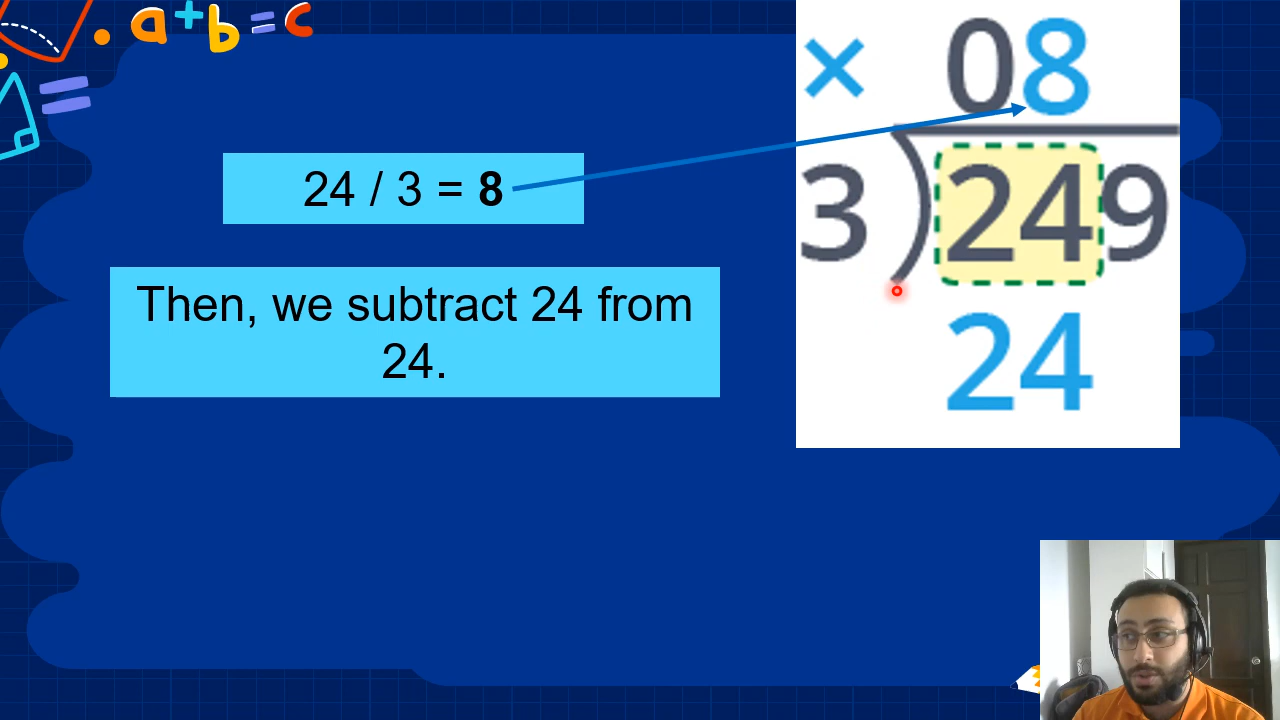 a+b=c
=
× 08
3)249
24
24 / 3 = 8
Then, we subtract 24 from
24.